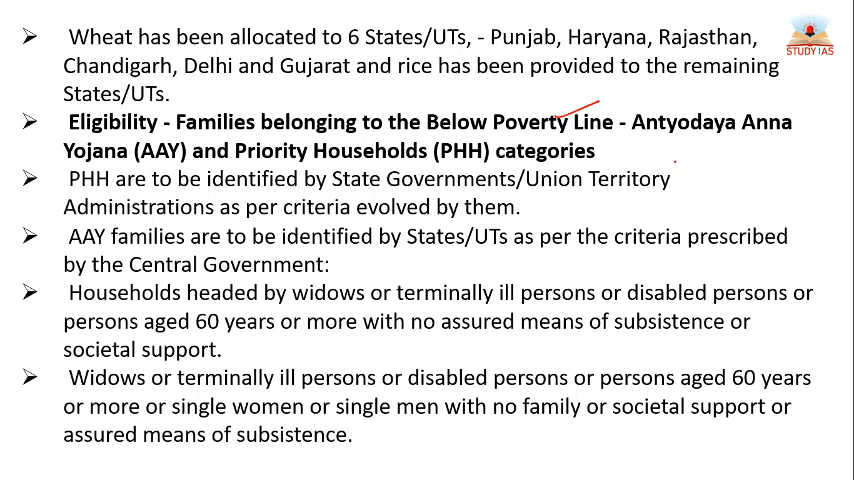 Wheat has been allocated to 6 States/UTs, - Punjab, Haryana, Rajasthan,
Chandigarh, Delhi and Gujarat and rice has been provided to the remaining
States/UTs.
Eligibility - Families belonging to the Below Poverty Line - Antyodaya Anna
Yojana (AAY) and Priority Households (PHH) categories
PHH are to be identified by State Governments/Union Territory
Administrations as per criteria evolved by them.
AAY families are to be identified by States/UTs as per the criteria prescribed
by the Central Government:
Households headed by widows or terminally ill persons or disabled persons or
persons aged 60 years or more with no assured means of subsistence or
societal support.
Widows or terminally ill persons or disabled persons or persons aged 60 years
or more or single women or single men with no family or societal support or
assured means of subsistence.
STUDY IAS